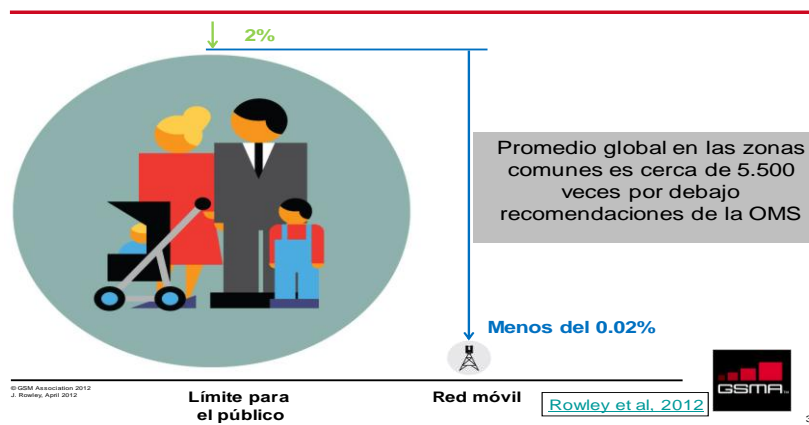 2%
Promedio global en las zonas
comunes es cerca de 5.500
veces por debajo
recomendaciones de la OMS
Menos del 0.02%
© GSM Association 2012
J. Rowley, April 2012
Límite para
el público
Red móvil
Rowley et al, 2012
GSMA™
3